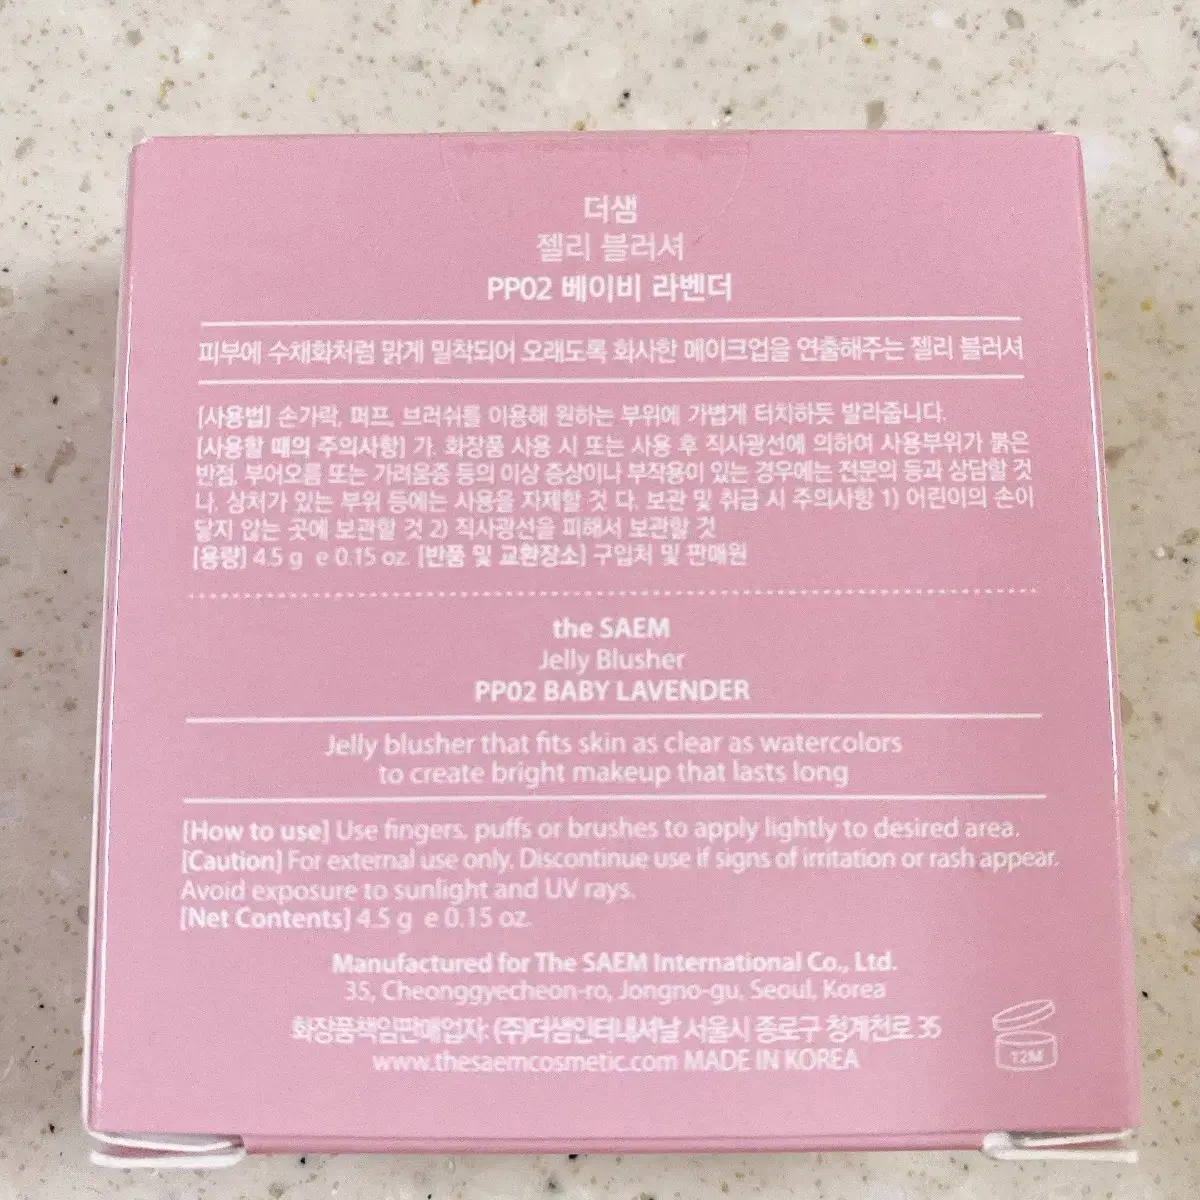 더샘
젤리 블러셔
PP02 베이비 라벤더
피부에 수채화처럼 맑게 밀착되어 오래도록 화사한 메이크업을 연출해주는 젤리 블러셔
[사용법] 손가락, 퍼프, 브러쉬를 이용해 원하는 부위에 가볍게 터치하듯 발라줍니다.
[사용할 때의 주의사항] 가. 화장품 사용 시 또는 사용 후 직사광선에 의하여 사용부위가 붉은
반점, 부어오름 또는 가려움증 등의 이상 증상이나 부작용이 있는 경우에는 전문의 등과 상담할 것
나. 상처가 있는 부위 등에는 사용을 자제할 것 다. 보관 및 취급 시 주의사항 1) 어린이의 손이
닿지 않는 곳에 보관할 것 2) 직사광선을 피해서 보관할 것
[용량] 4.5 g e 0.15 oz. [반품 및 교환장소] 구입처 및 판매원
the SAEM
Jelly Blusher
PP02 BABY LAVENDER
Jelly blusher that fits skin as clear as watercolors
to create bright makeup that lasts long
[How to use] Use fingers, puffs or brushes to apply lightly to desired area.
[Caution] For external use only. Discontinue use if signs of irritation or rash appear.
Avoid exposure to sunlight and UV rays.
[Net Contents] 4.5 g e 0.15 oz.
Manufactured for The SAEM International Co., Ltd.
35, Cheonggyecheon-ro, Jongno-gu, Seoul, Korea
화장품책임판매업자: (주)더샘인터내셔날 서울시 종로구 청계천로 35
www.thesaemcosmetic.com MADE IN KOREA
12M